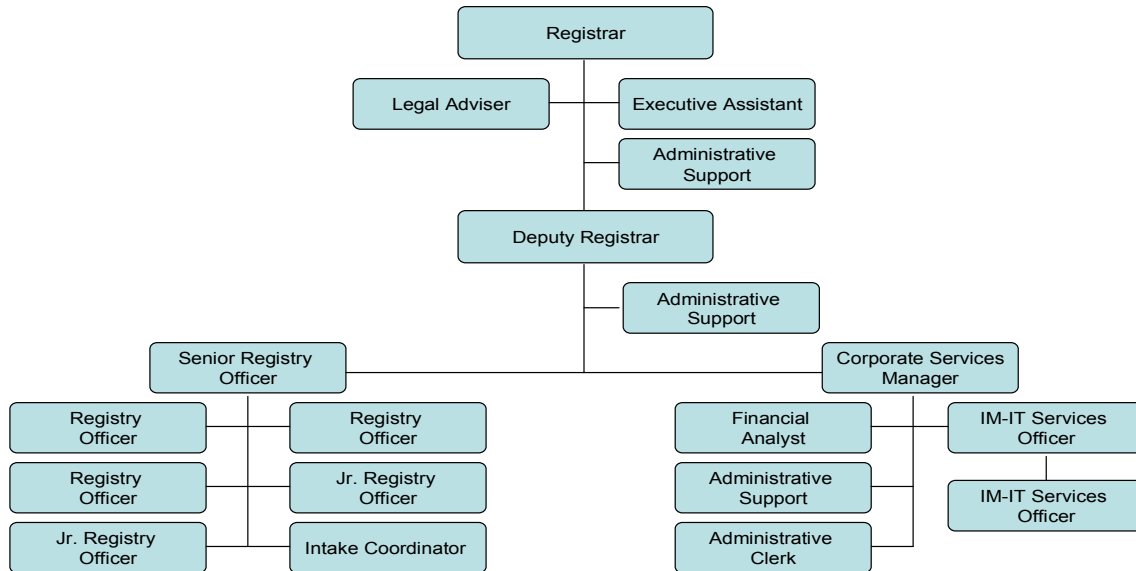 Registrar
Legal Adviser
Executive Assistant
Administrative
Support
Deputy Registrar
Administrative
Support
Senior Registry
Officer
Corporate Services
Manager
Registry
Officer
Registry
Officer
Financial
Analyst
IM-IT Services
Officer
Registry
Officer
Jr. Registry
Officer
Administrative
Support
IM-IT Services
Officer
Jr. Registry
Officer
Intake Coordinator
Administrative
Clerk